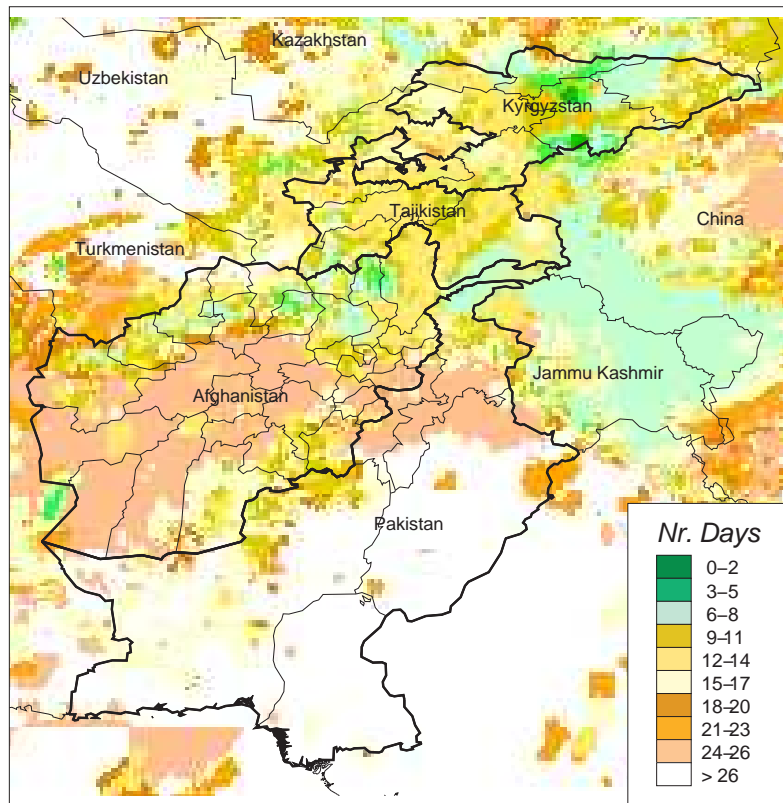 Kazakhstan
Uzbekistan
Kyrgyzstan
Tajikistan
China
Turkmenistan
Jammu Kashmir
Afghanistan
Pakistan
Nr. Days
0–2
3–5
6–8
9–11
12–14
15–17
18–20
21–23
24–26
> 26